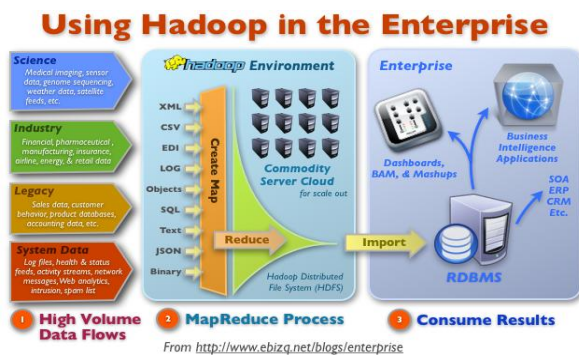 Using Hadoop in the Enterprise
Science
Medical imaging, sensor
data, genome sequencing,
weather data, satellite
feeds, etc.
Industry
Financial, pharmaceutical,
manufacturing, insurance,
airline, energy, & retail data
Legacy
Sales data, customer
behavior, product databases,
accounting data, etc.
System Data
Log files, health & status
feeds, activity streams, network
messages, Web analytics,
intrusion, spam list
1 High Volume
Data Flows
hadoop Environment
XML
CSV
EDI
LOG
Objects
SQL
Text
JSON
Binary
Create Map
Commodity
Server Cloud
for scale out
Reduce
Hadoop Distributed
File System (HDFS)
2 MapReduce Process
Import
Enterprise
Dashboards,
BAM, & Mashups
Business
Intelligence
Applications
SOA
ERP
CRM
Etc.
RDBMS
3 Consume Results
From http://www.ebizq.net/blogs/enterprise